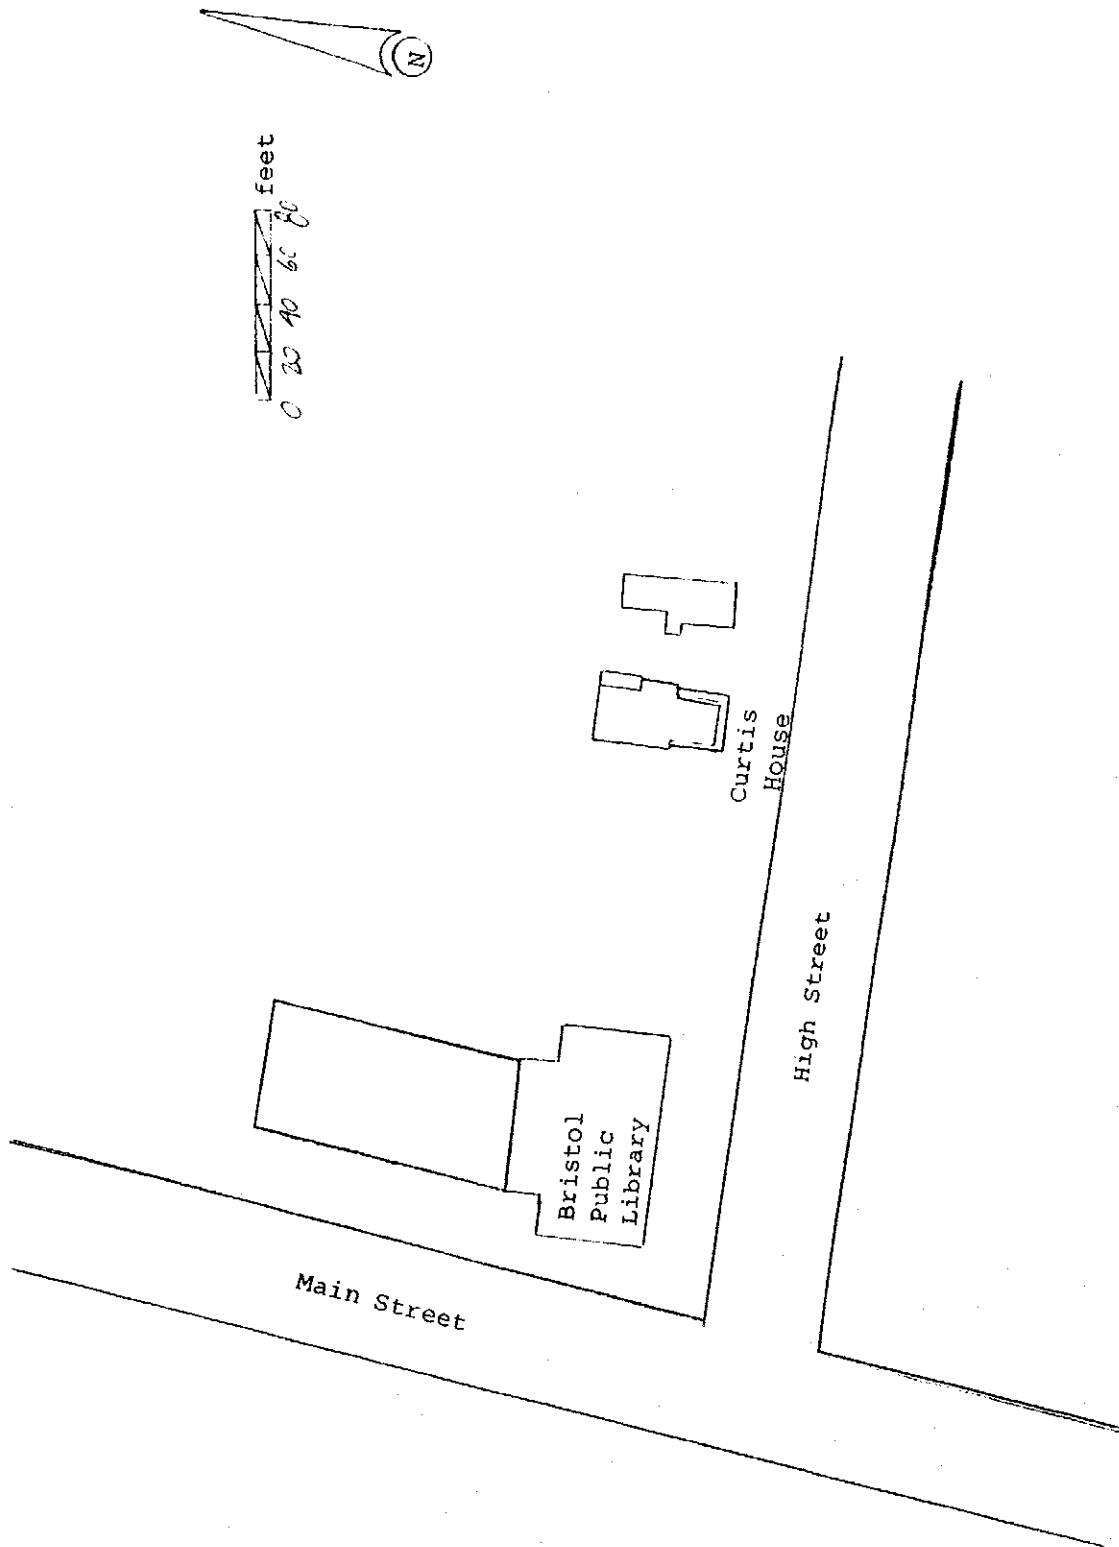 N
feet
0 20 40 60 80
Curtis
House
High Street
Bristol
Public
Library
Main Street